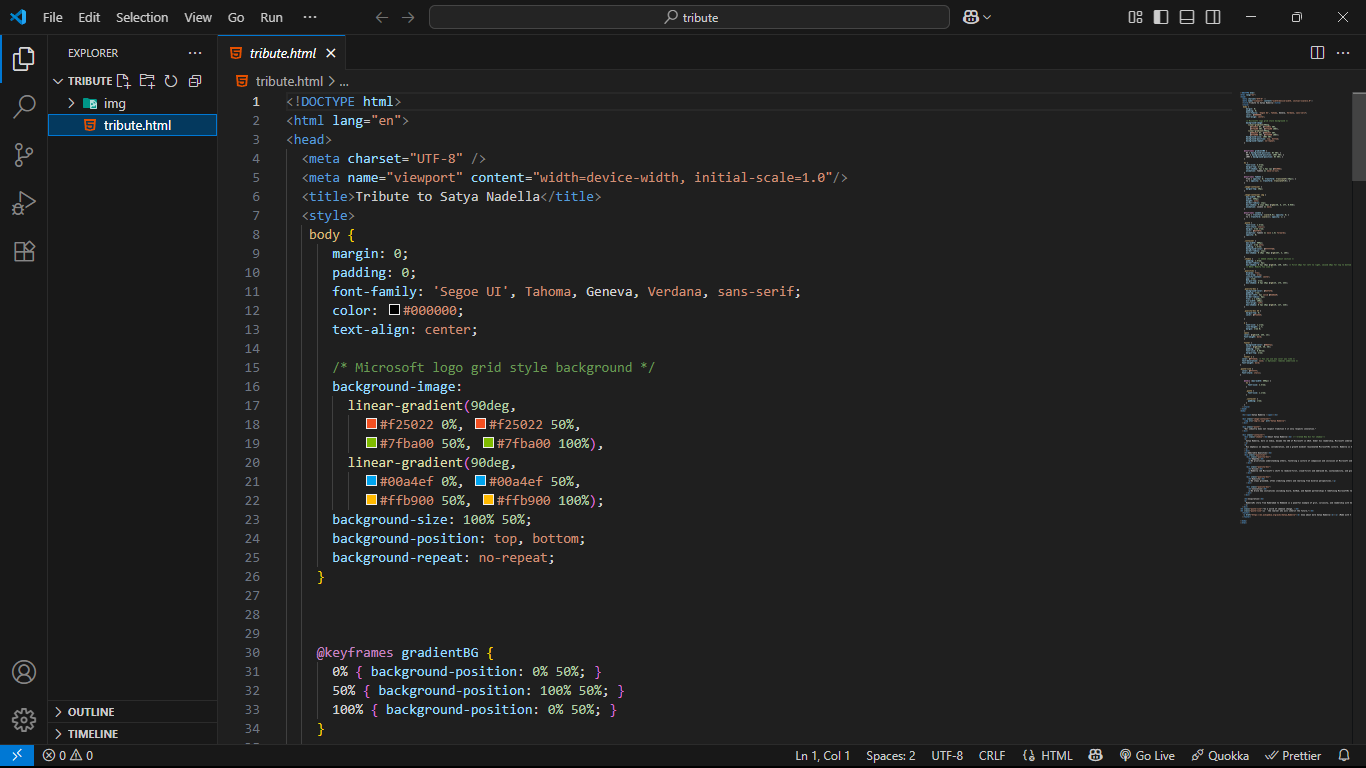 File Edit Selection View Go Run ··· tribute
EXPLORER ···
TRIBUTE
img
tribute.html
OUTLINE
TIMELINE
tribute.html
tribute.html > ...
1 <!DOCTYPE html>
2 <html lang="en">
3 <head>
4 <meta charset="UTF-8" />
5 <meta name="viewport" content="width=device-width, initial-scale=1.0"/>
6 <title>Tribute to Satya Nadella</title>
7 <style>
8 body {
9 margin: 0;
10 padding: 0;
11 font-family: 'Segoe UI', Tahoma, Geneva, Verdana, sans-serif;
12 color: #000000;
13 text-align: center;
14
15 /* Microsoft logo grid style background */
16 background-image:
17 linear-gradient(90deg,
18 #f25022 0%, #f25022 50%,
19 #7fba00 50%, #7fba00 100%),
20 linear-gradient(90deg,
21 #00a4ef 0%, #00a4ef 50%,
22 #ffb900 50%, #ffb900 100%);
23 background-size: 100% 50%;
24 background-position: top, bottom;
25 background-repeat: no-repeat;
26 }
27
28
29
30 @keyframes gradientBG {
31 0% { background-position: 0% 50%; }
32 50% { background-position: 100% 50%; }
33 100% { background-position: 0% 50%; }
34 }
0 0 Ln 1, Col 1 Spaces: 2 UTF-8 CRLF {} HTML Go Live Quokka Prettier